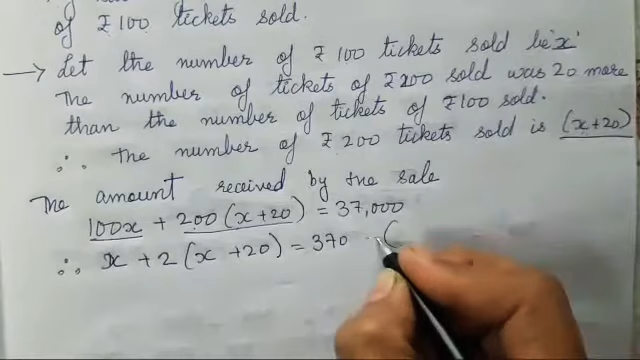 of ₹100 tickets sold.
→ Let the number of ₹100 tickets sold be 'x'
The number of tickets of ₹200 sold was 20 more
than the number of tickets of ₹100 sold.
∴ The number of ₹200 tickets sold is (x+20)
The amount received by the sale
100x + 200 (x+20) = 37,000
∴ x + 2(x+20) = 370 (